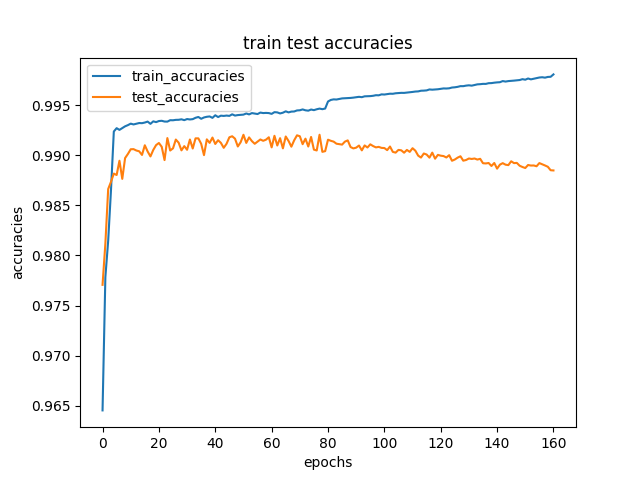 train test accuracies
train_accuracies
test_accuracies
0.995
0.990
0.985
0.980
0.975
0.970
0.965
accuracies
0 20 40 60 80 100 120 140 160
epochs